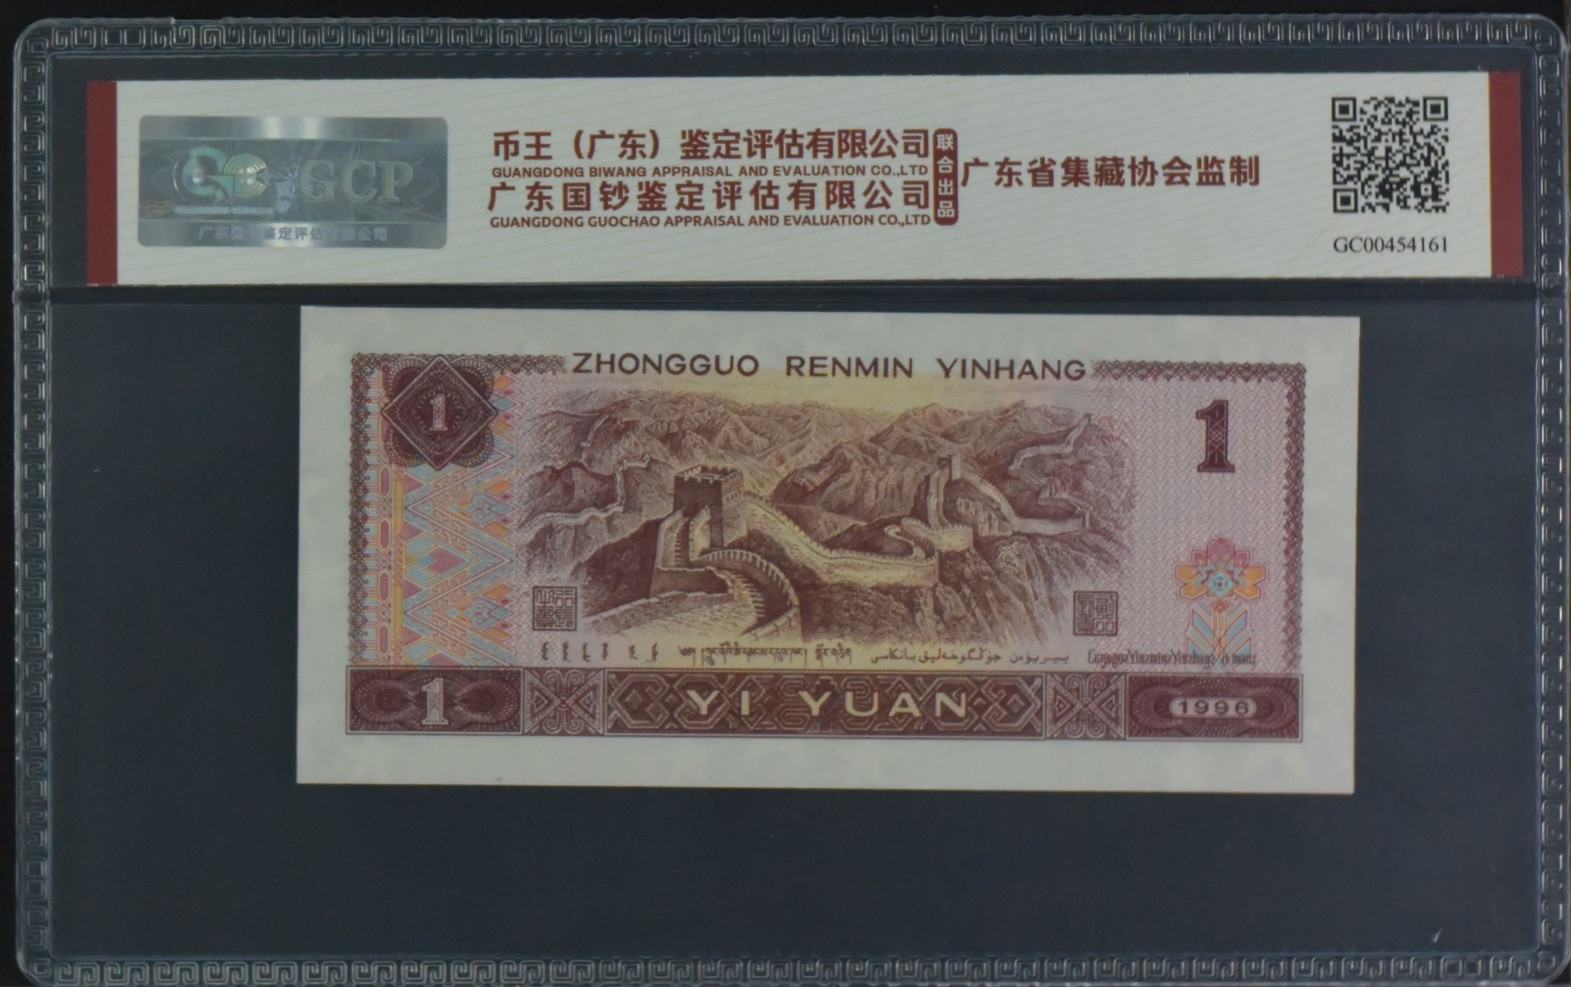 GCP
币王（广东）鉴定评估有限公司
GUANGDONG BIWANG APPRAISAL AND EVALUATION CO.,LTD
广东国钞鉴定评估有限公司
GUANGDONG GUOCHAO APPRAISAL AND EVALUATION CO.,LTD
联合出品
广东省集藏协会监制
GC00454161
ZHONGGUO RENMIN YINHANG
1
1
1
YI YUAN
1996